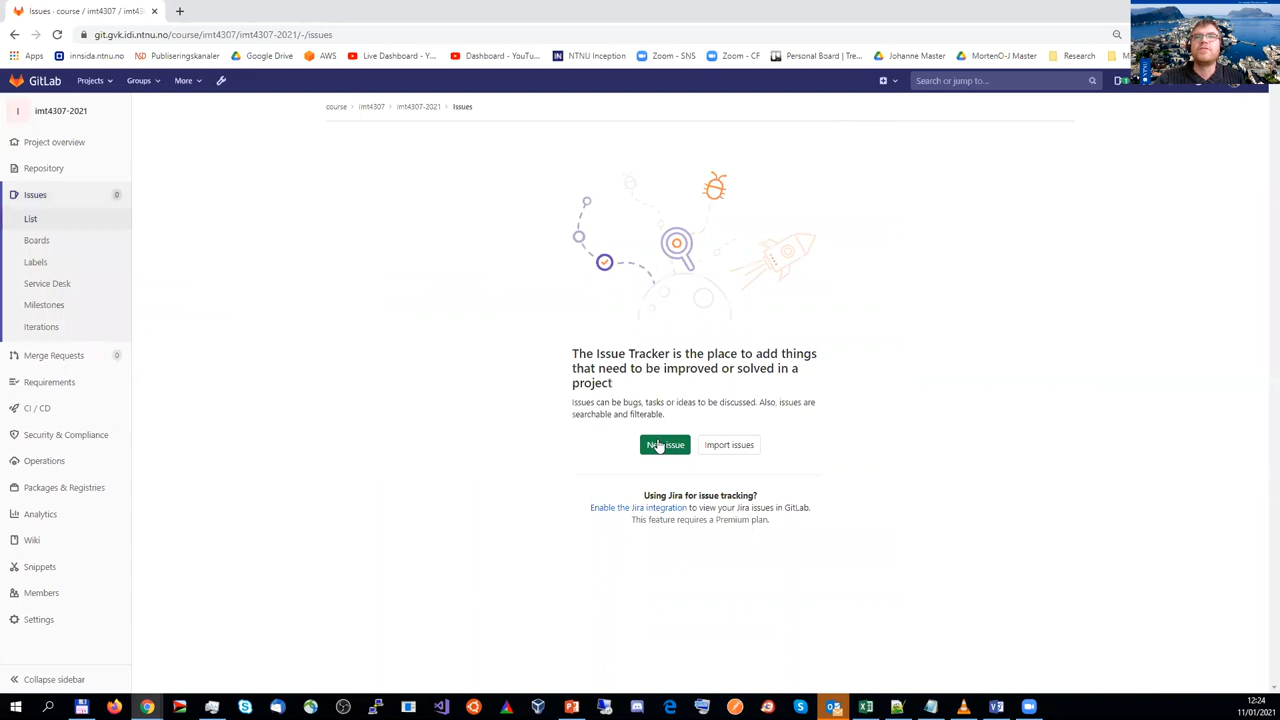 Issues · course / imt4307
git.gvk.idi.ntnu.no/course/imt4307/imt4307-2021/-/issues
Apps
innsida.ntnu.no
Publiseringskanaler
Google Drive
AWS
Live Dashboard - Y...
Dashboard - YouTu...
NTNU Inception
Zoom - SNS
Zoom - CF
Personal Board | Tre...
Johanne Master
MortenO-J Master
Research
NTNU
GitLab
Projects
Groups
More
Search or jump to...
I imt4307-2021
course > imt4307 > imt4307-2021 > Issues
Project overview
Repository
Issues 0
List
Boards
Labels
Service Desk
Milestones
Iterations
Merge Requests 0
Requirements
CI / CD
Security & Compliance
Operations
Packages & Registries
Analytics
Wiki
Snippets
Members
Settings
Collapse sidebar
The Issue Tracker is the place to add things
that need to be improved or solved in a
project
Issues can be bugs, tasks or ideas to be discussed. Also, issues are
searchable and filterable.
New issue
Import issues
Using Jira for issue tracking?
Enable the Jira integration to view your Jira issues in GitLab.
This feature requires a Premium plan.
12:24
11/01/2021